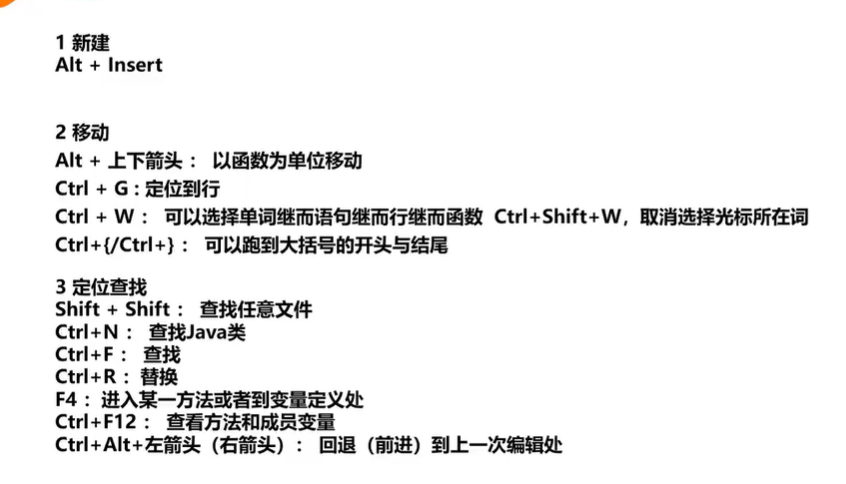 1 新建
Alt + Insert
2 移动
Alt + 上下箭头： 以函数为单位移动
Ctrl + G : 定位到行
Ctrl + W： 可以选择单词继而语句继而行继而函数 Ctrl+Shift+W，取消选择光标所在词
Ctrl+{/Ctrl+}： 可以跑到大括号的开头与结尾
3 定位查找
Shift + Shift： 查找任意文件
Ctrl+N： 查找Java类
Ctrl+F： 查找
Ctrl+R：替换
F4：进入某一方法或者到变量定义处
Ctrl+F12： 查看方法和成员变量
Ctrl+Alt+左箭头（右箭头）： 回退（前进）到上一次编辑处